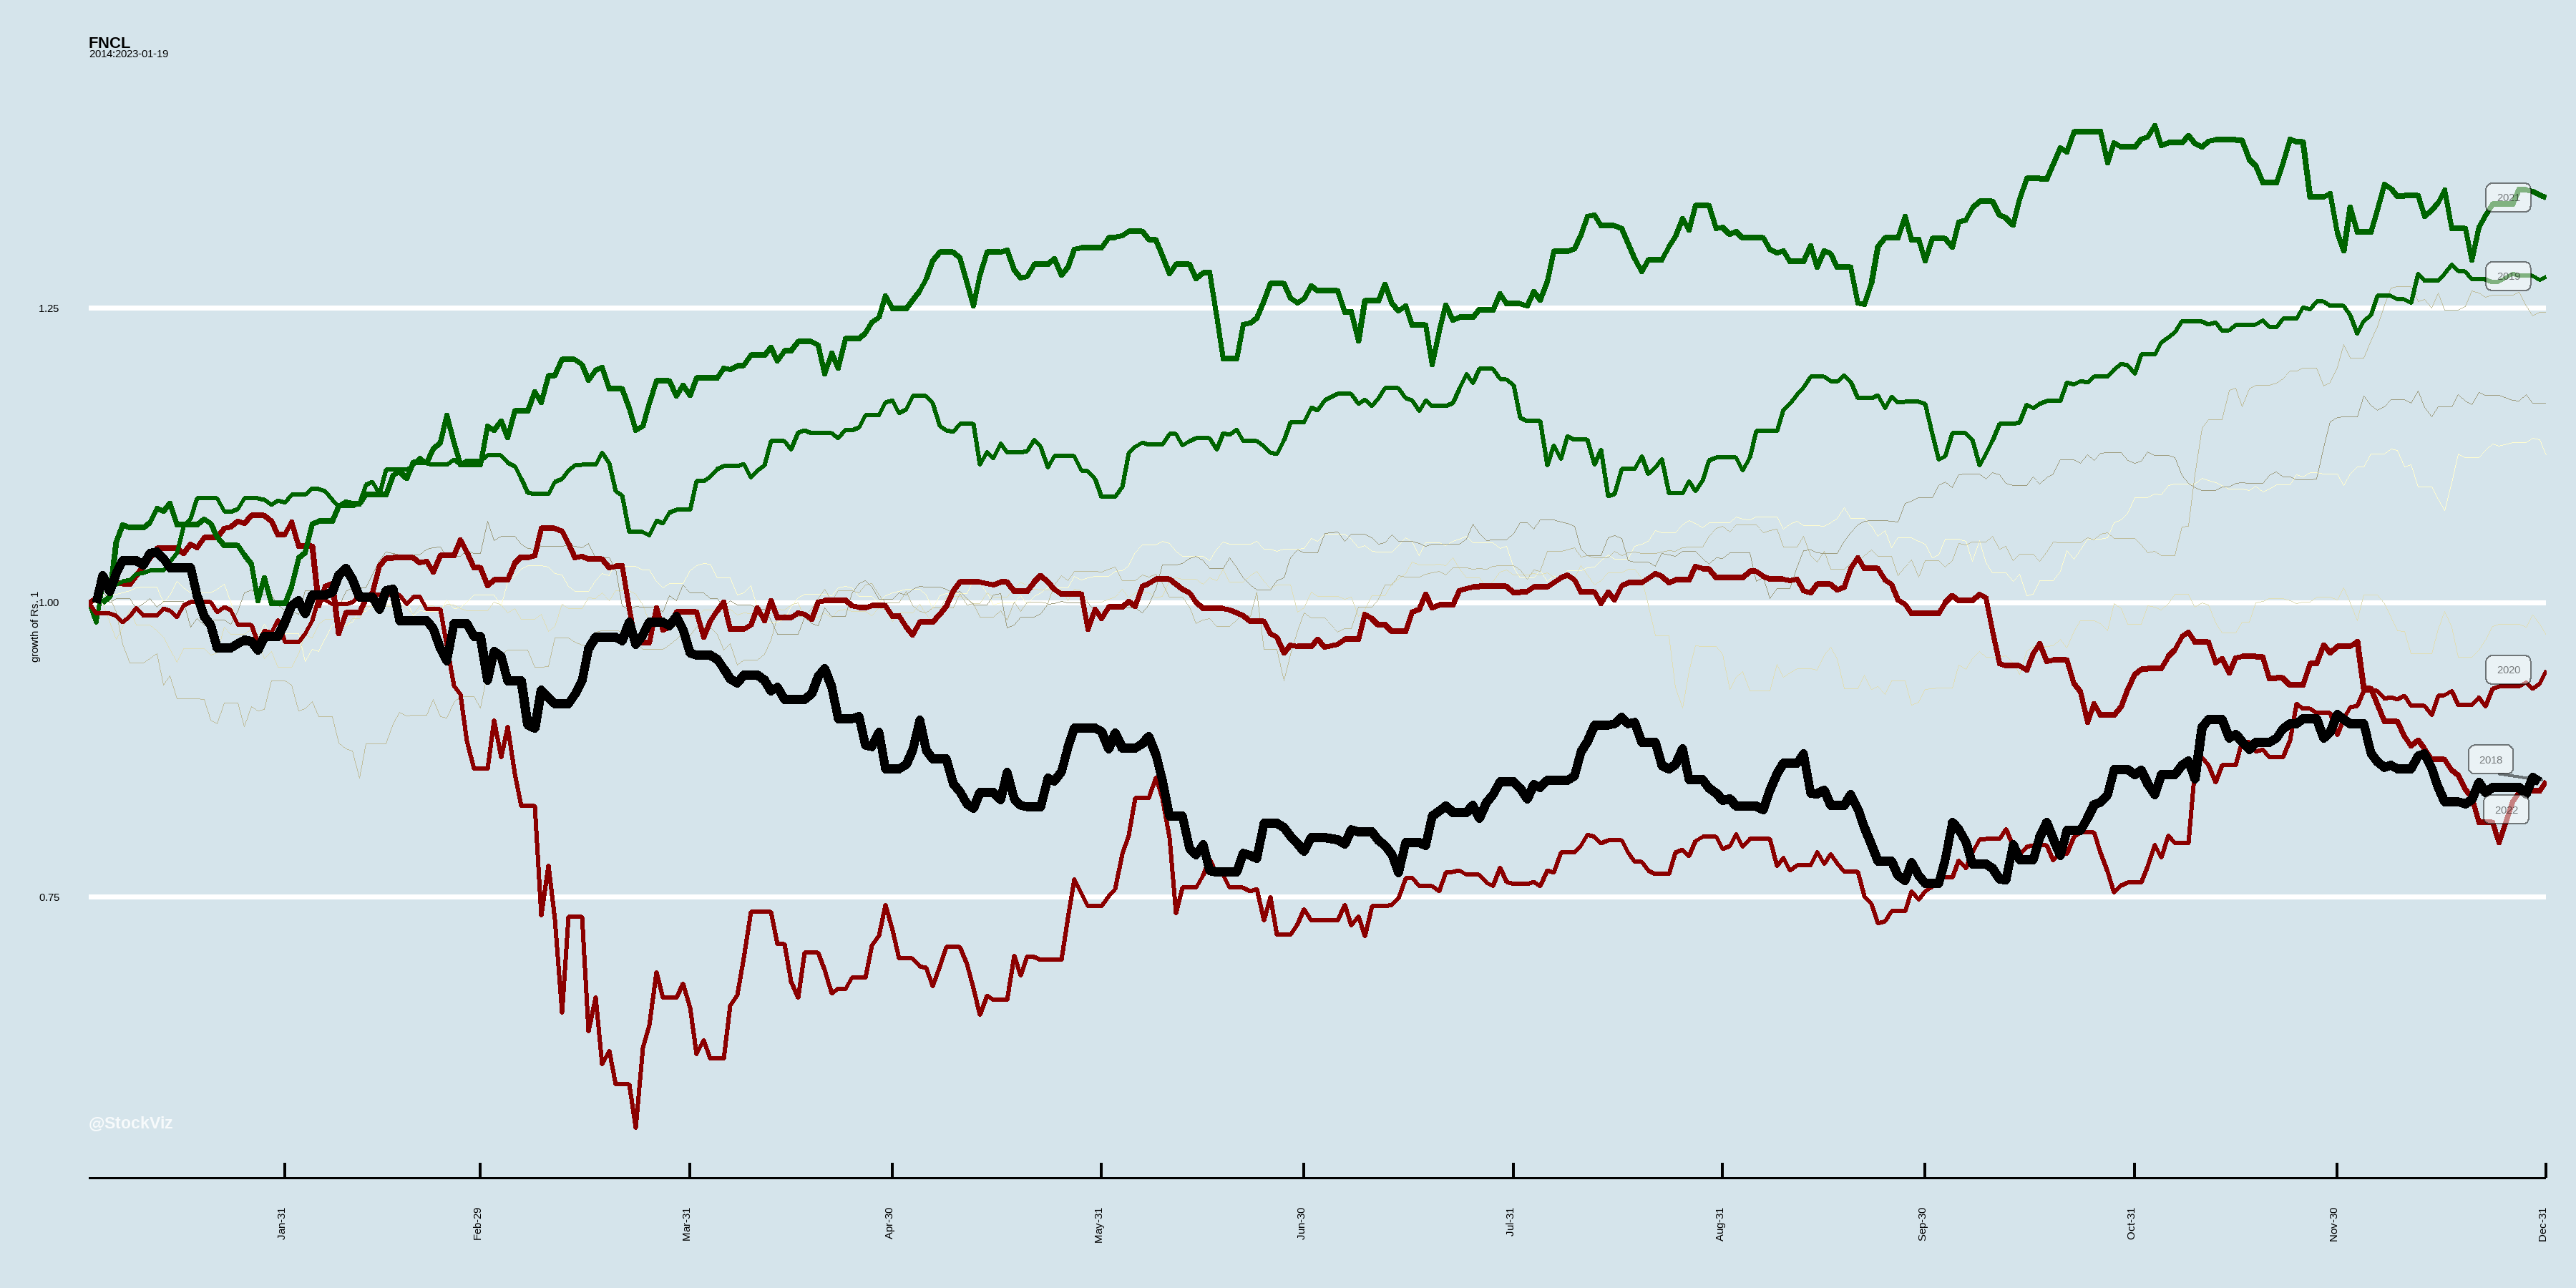 FNCL
2014:2023-01-19
growth of Rs. 1
1.25
1.00
0.75
2021
2019
2020
2018
2022
@StockViz
Jan-31
Feb-29
Mar-31
Apr-30
May-31
Jun-30
Jul-31
Aug-31
Sep-30
Oct-31
Nov-30
Dec-31